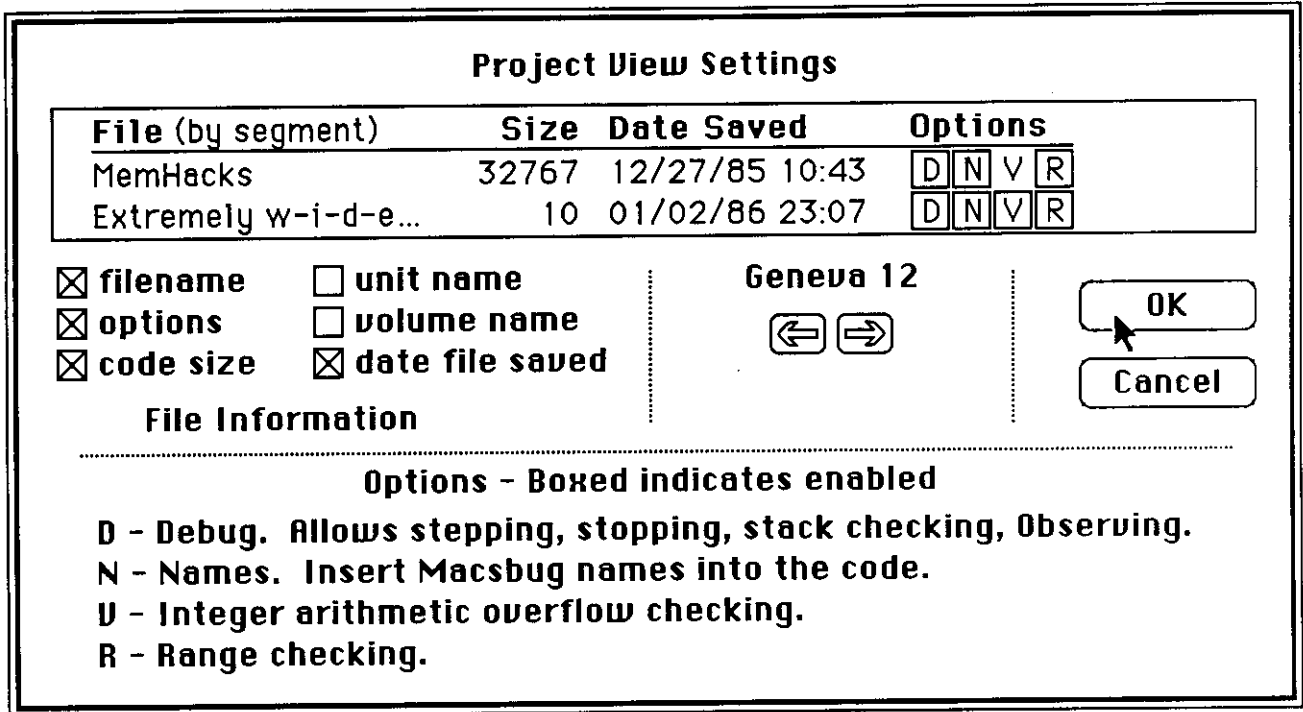 Project View Settings
File (by segment) Size Date Saved Options
MemHacks 32767 12/27/85 10:43 D N V R
Extremely w-i-d-e... 10 01/02/86 23:07 D N V R
filename unit name Geneva 12
options volume name OK
code size date file saved Cancel
File Information
Options - Boxed indicates enabled
D - Debug. Allows stepping, stopping, stack checking, Observing.
N - Names. Insert Macsbug names into the code.
V - Integer arithmetic overflow checking.
R - Range checking.